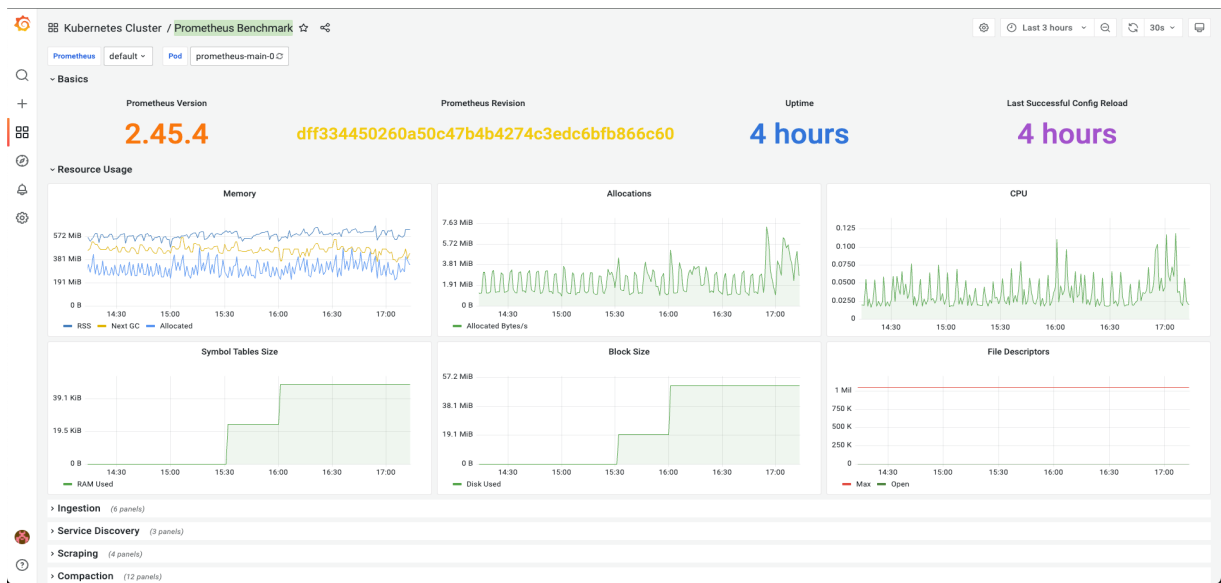 Kubernetes Cluster / Prometheus Benchmark
Last 3 hours
30s
Prometheus default Pod prometheus-main-0
Basics
Prometheus Version
2.45.4
Prometheus Revision
dff334450260a50c47b4b4274c3edc6bfb866c60
Uptime
4 hours
Last Successful Config Reload
4 hours
Resource Usage
Memory
572 MiB
381 MiB
191 MiB
0 B
14:30 15:00 15:30 16:00 16:30 17:00
RSS Next GC Allocated
Allocations
7.63 MiB
5.72 MiB
3.81 MiB
1.91 MiB
0 B
14:30 15:00 15:30 16:00 16:30 17:00
Allocated Bytes/s
CPU
0.125
0.100
0.0750
0.0500
0.0250
0
14:30 15:00 15:30 16:00 16:30 17:00
Symbol Tables Size
39.1 KiB
19.5 KiB
0 B
14:30 15:00 15:30 16:00 16:30 17:00
RAM Used
Block Size
57.2 MiB
38.1 MiB
19.1 MiB
0 B
14:30 15:00 15:30 16:00 16:30 17:00
Disk Used
File Descriptors
1 Mil
750 K
500 K
250 K
0
14:30 15:00 15:30 16:00 16:30 17:00
Max Open
Ingestion (6 panels)
Service Discovery (3 panels)
Scraping (4 panels)
Compaction (12 panels)